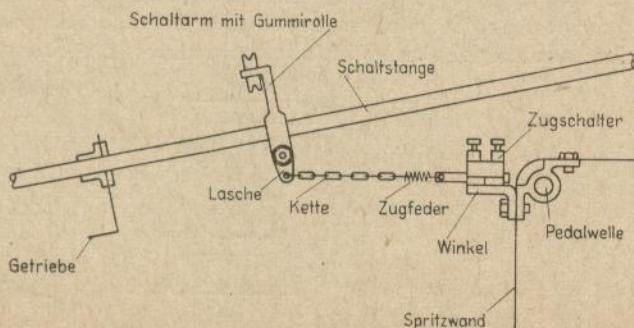 Schaltarm mit Gummirolle
Schaltstange
Zugschalter
Lasche
Kette
Zugfeder
Winkel
Pedalwelle
Getriebe
Spritzwand